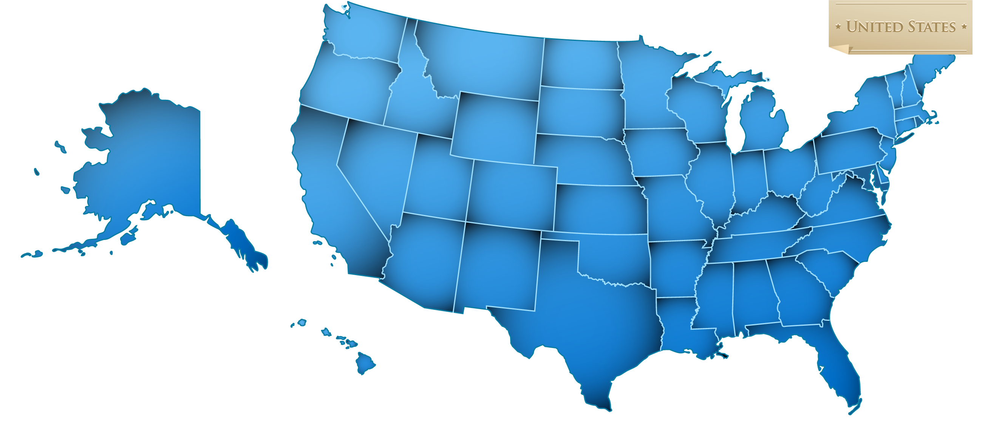 ★ UNITED STATES ★